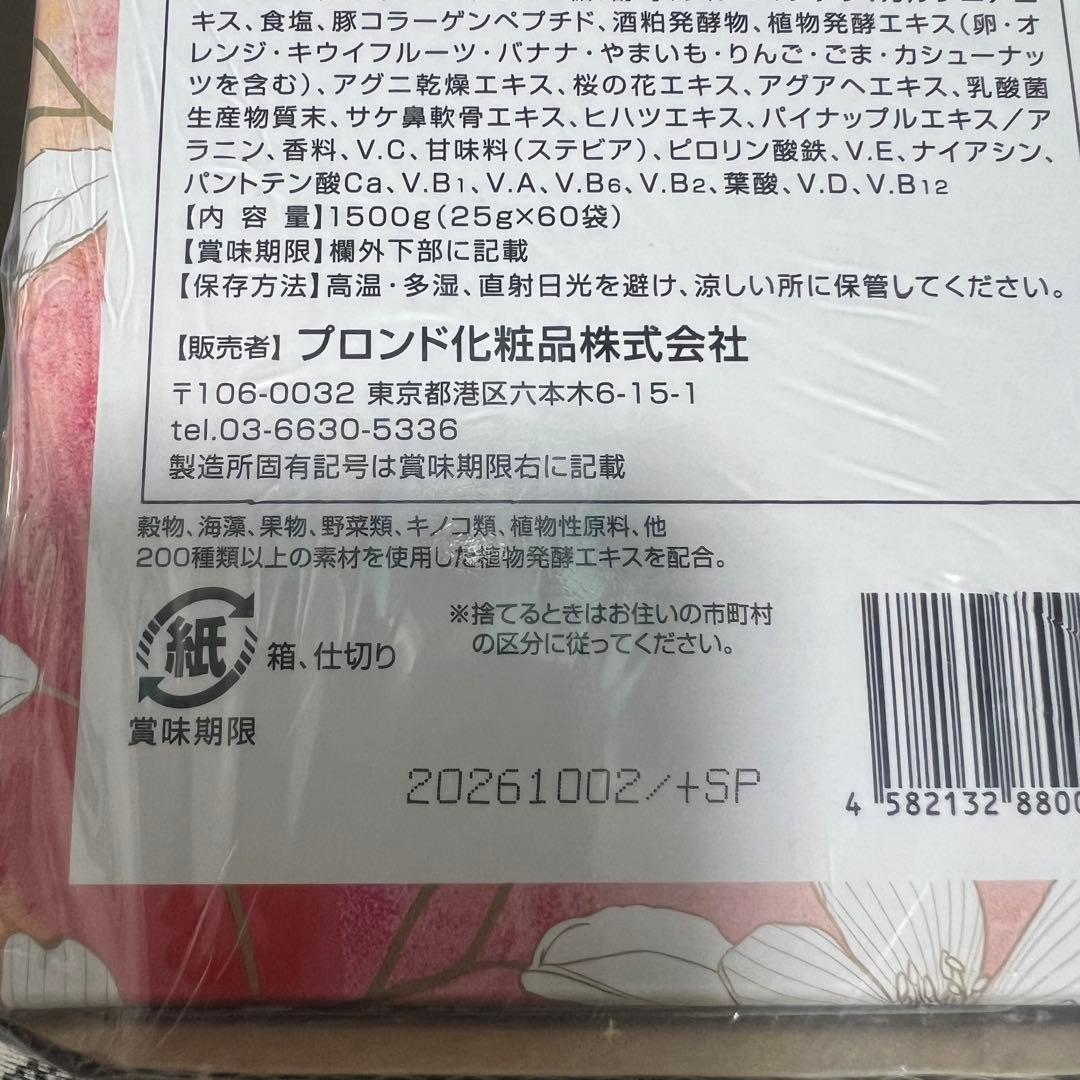 キス、食塩、豚コラーゲンペプチド、酒粕発酵物、植物発酵エキス(卵・オ
レンジ・キウイフルーツ・バナナ・やまいも・りんご・ごま・カシューナッ
ツを含む)、アグニ乾燥エキス、桜の花エキス、アグアヘエキス、乳酸菌
生産物質末、サケ鼻軟骨エキス、ヒハツエキス、パイナップルエキス/ア
ラニン、香料、V.C、甘味料(ステビア)、ピロリン酸鉄、V.E、ナイアシン、
パントテン酸Ca、V.B1、V.A、V.B6、V.B2、葉酸、V.D、V.B12
【内 容 量】1500g(25g×60袋)
【賞味期限】欄外下部に記載
【保存方法】高温・多湿、直射日光を避け、涼しい所に保管してください。
【販売者】 プロンド化粧品株式会社
〒106-0032 東京都港区六本木6-15-1
tel.03-6630-5336
製造所固有記号は賞味期限右に記載
穀物、海藻、果物、野菜類、キノコ類、植物性原料、他
200種類以上の素材を使用した植物発酵エキスを配合。
紙 箱、仕切り
※捨てるときはお住いの市町村
の区分に従ってください。
賞味期限
20261002/+SP
4 582132 8800